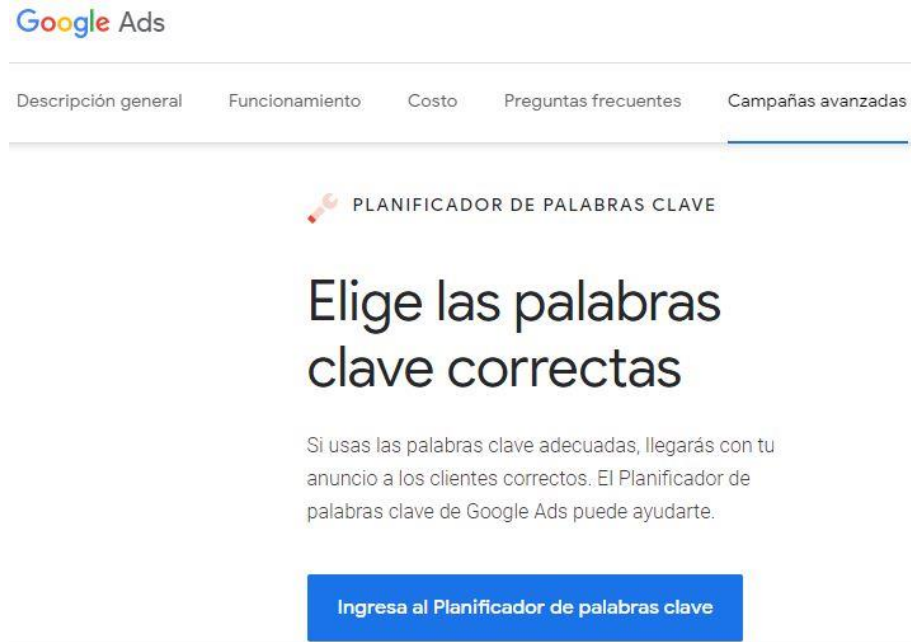 Google Ads
Descripción general Funcionamiento Costo Preguntas frecuentes Campañas avanzadas
PLANIFICADOR DE PALABRAS CLAVE
Elige las palabras
clave correctas
Si usas las palabras clave adecuadas, llegarás con tu
anuncio a los clientes correctos. El Planificador de
palabras clave de Google Ads puede ayudarte.
Ingresa al Planificador de palabras clave